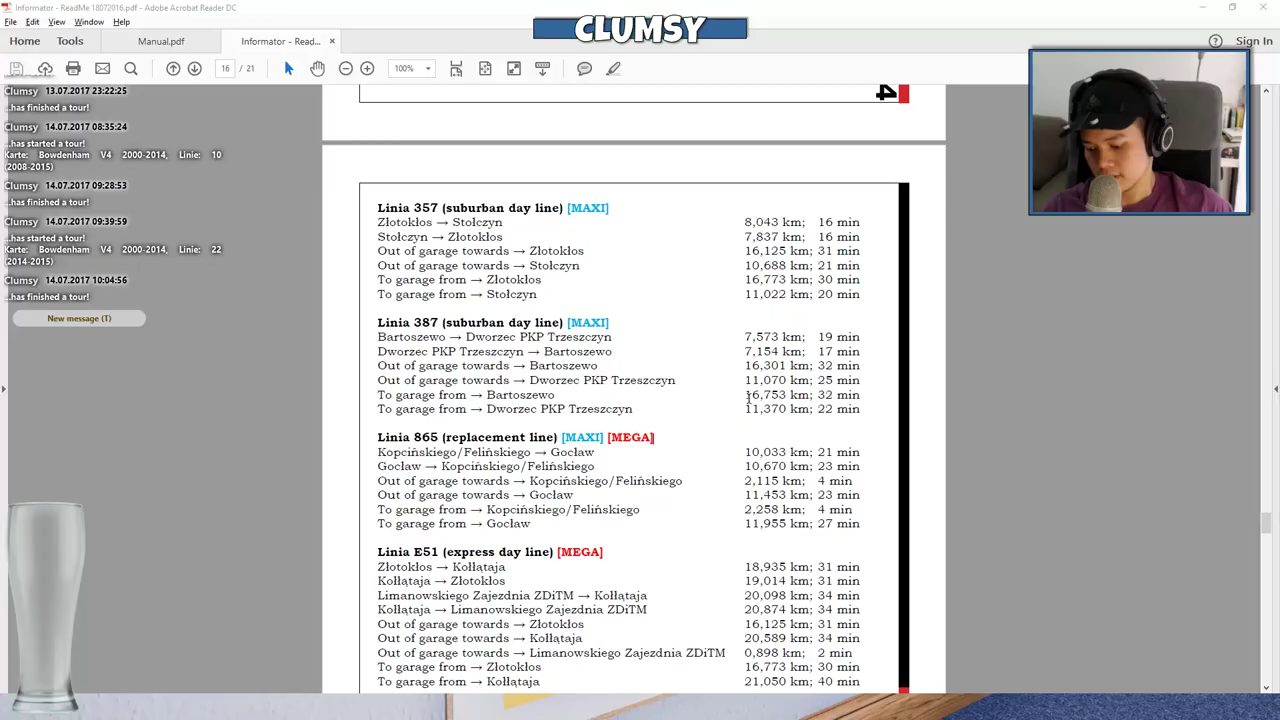 Informator - ReadMe 18072016.pdf - Adobe Acrobat Reader DC
File Edit View Window Help
CLUMSY
Home Tools Manual.pdf Informator - Read... × Sign In
16 / 21 100%
Clumsy 13.07.2017 23:22:25
..has finished a tour!
Clumsy 14.07.2017 08:35:24
...has started a tour!
Karte: Bowdenham V4 2000-2014, Linie: 10
(2008-2015)
Clumsy 14.07.2017 09:28:53
...has finished a tour!
Clumsy 14.07.2017 09:39:59
...has started a tour!
Karte: Bowdenham V4 2000-2014, Linie: 22
(2014-2015)
Clumsy 14.07.2017 10:04:56
...has finished a tour!
New message (T)
4
Linia 357 (suburban day line) [MAXI]
Złotokłos → Stołczyn 8,043 km; 16 min
Stołczyn → Złotokłos 7,837 km; 16 min
Out of garage towards → Złotokłos 16,125 km; 31 min
Out of garage towards → Stołczyn 10,688 km; 21 min
To garage from → Złotokłos 16,773 km; 30 min
To garage from → Stołczyn 11,022 km; 20 min
Linia 387 (suburban day line) [MAXI]
Bartoszewo → Dworzec PKP Trzeszczyn 7,573 km; 19 min
Dworzec PKP Trzeszczyn → Bartoszewo 7,154 km; 17 min
Out of garage towards → Bartoszewo 16,301 km; 32 min
Out of garage towards → Dworzec PKP Trzeszczyn 11,070 km; 25 min
To garage from → Bartoszewo 16,753 km; 32 min
To garage from → Dworzec PKP Trzeszczyn 11,370 km; 22 min
Linia 865 (replacement line) [MAXI] [MEGA]
Kopcińskiego/Felińskiego → Gocław 10,033 km; 21 min
Gocław → Kopcińskiego/Felińskiego 10,670 km; 23 min
Out of garage towards → Kopcińskiego/Felińskiego 2,115 km; 4 min
Out of garage towards → Gocław 11,453 km; 23 min
To garage from → Kopcińskiego/Felińskiego 2,258 km; 4 min
To garage from → Gocław 11,955 km; 27 min
Linia E51 (express day line) [MEGA]
Złotokłos → Kołłątaja 18,935 km; 31 min
Kołłątaja → Złotokłos 19,014 km; 31 min
Limanowskiego Zajezdnia ZDiTM → Kołłątaja 20,098 km; 34 min
Kołłątaja → Limanowskiego Zajezdnia ZDiTM 20,874 km; 34 min
Out of garage towards → Złotokłos 16,125 km; 31 min
Out of garage towards → Kołłątaja 20,589 km; 34 min
Out of garage towards → Limanowskiego Zajezdnia ZDiTM 0,898 km; 2 min
To garage from → Złotokłos 16,773 km; 30 min
To garage from → Kołłątaja 21,050 km; 40 min